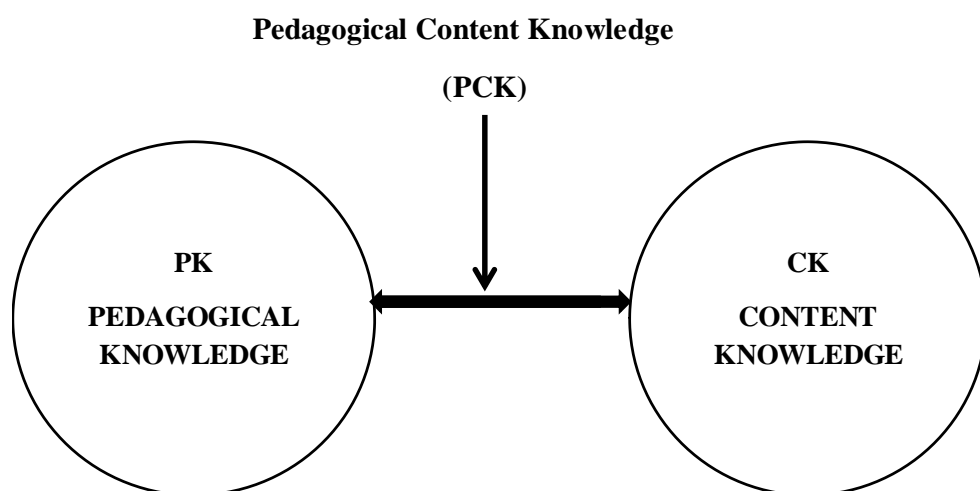 Pedagogical Content Knowledge
(PCK)
PK
PEDAGOGICAL
KNOWLEDGE
CK
CONTENT
KNOWLEDGE